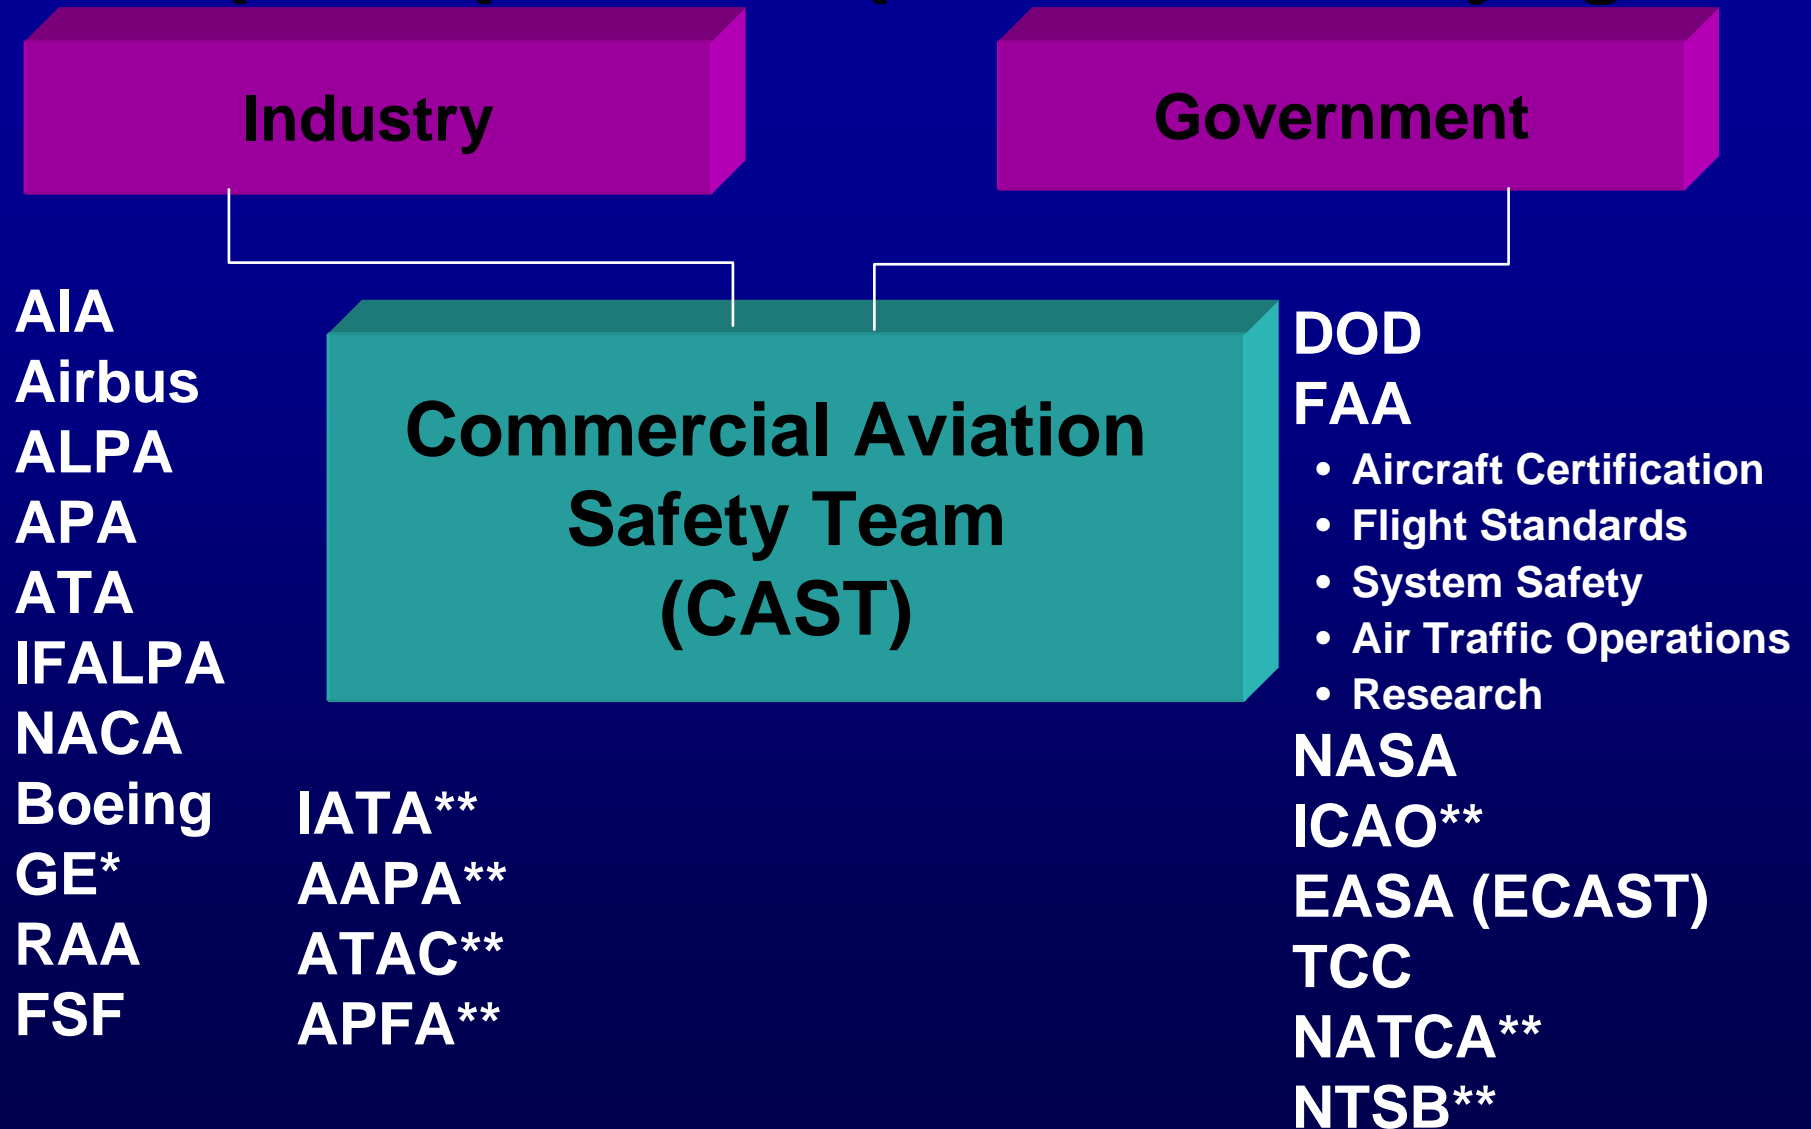 Industry
Government
AIA
Airbus
ALPA
APA
ATA
IFALPA
NACA
Boeing
GE*
RAA
FSF
IATA**
AAPA**
ATAC**
APFA**
Commercial Aviation
Safety Team
(CAST)
DOD
FAA
• Aircraft Certification
• Flight Standards
• System Safety
• Air Traffic Operations
• Research
NASA
ICAO**
EASA (ECAST)
TCC
NATCA**
NTSB**